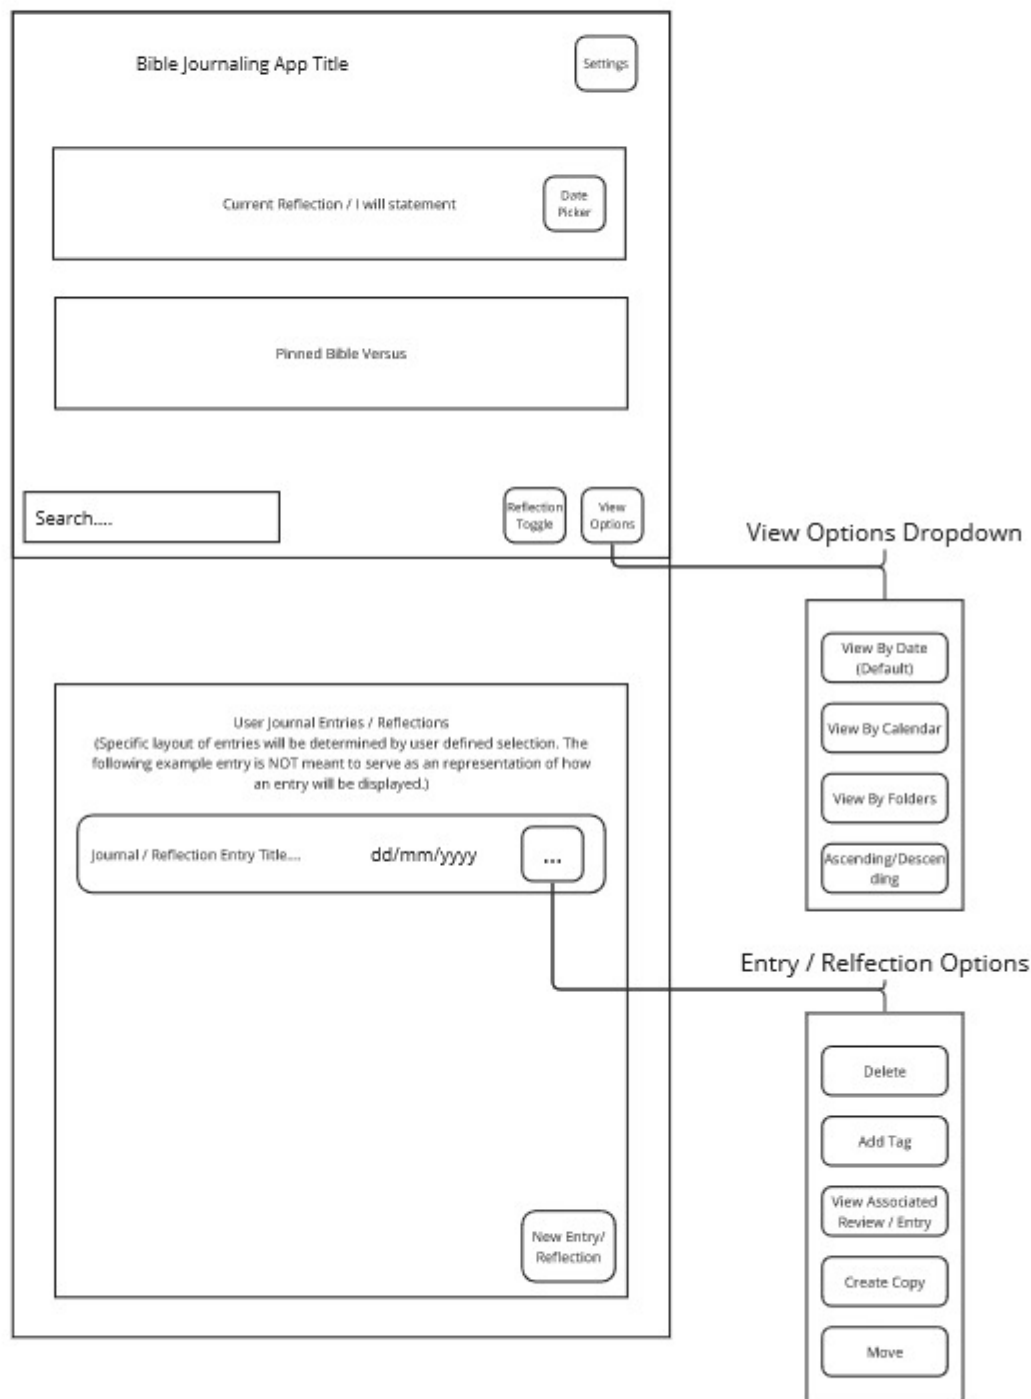 Bible Journaling App Title
Settings
Current Reflection / I will statement
Date
Picker
Pinned Bible Versus
Search....
Reflection
Toggle
View
Options
View Options Dropdown
View By Date
(Default)
View By Calendar
View By Folders
Ascending/Descen
ding
User Journal Entries / Reflections
(Specific layout of entries will be determined by user defined selection. The
following example entry is NOT meant to serve as an representation of how
an entry will be displayed.)
Journal / Reflection Entry Title....
dd/mm/yyyy
...
Entry / Relfection Options
Delete
Add Tag
View Associated
Review / Entry
Create Copy
Move
New Entry/
Reflection